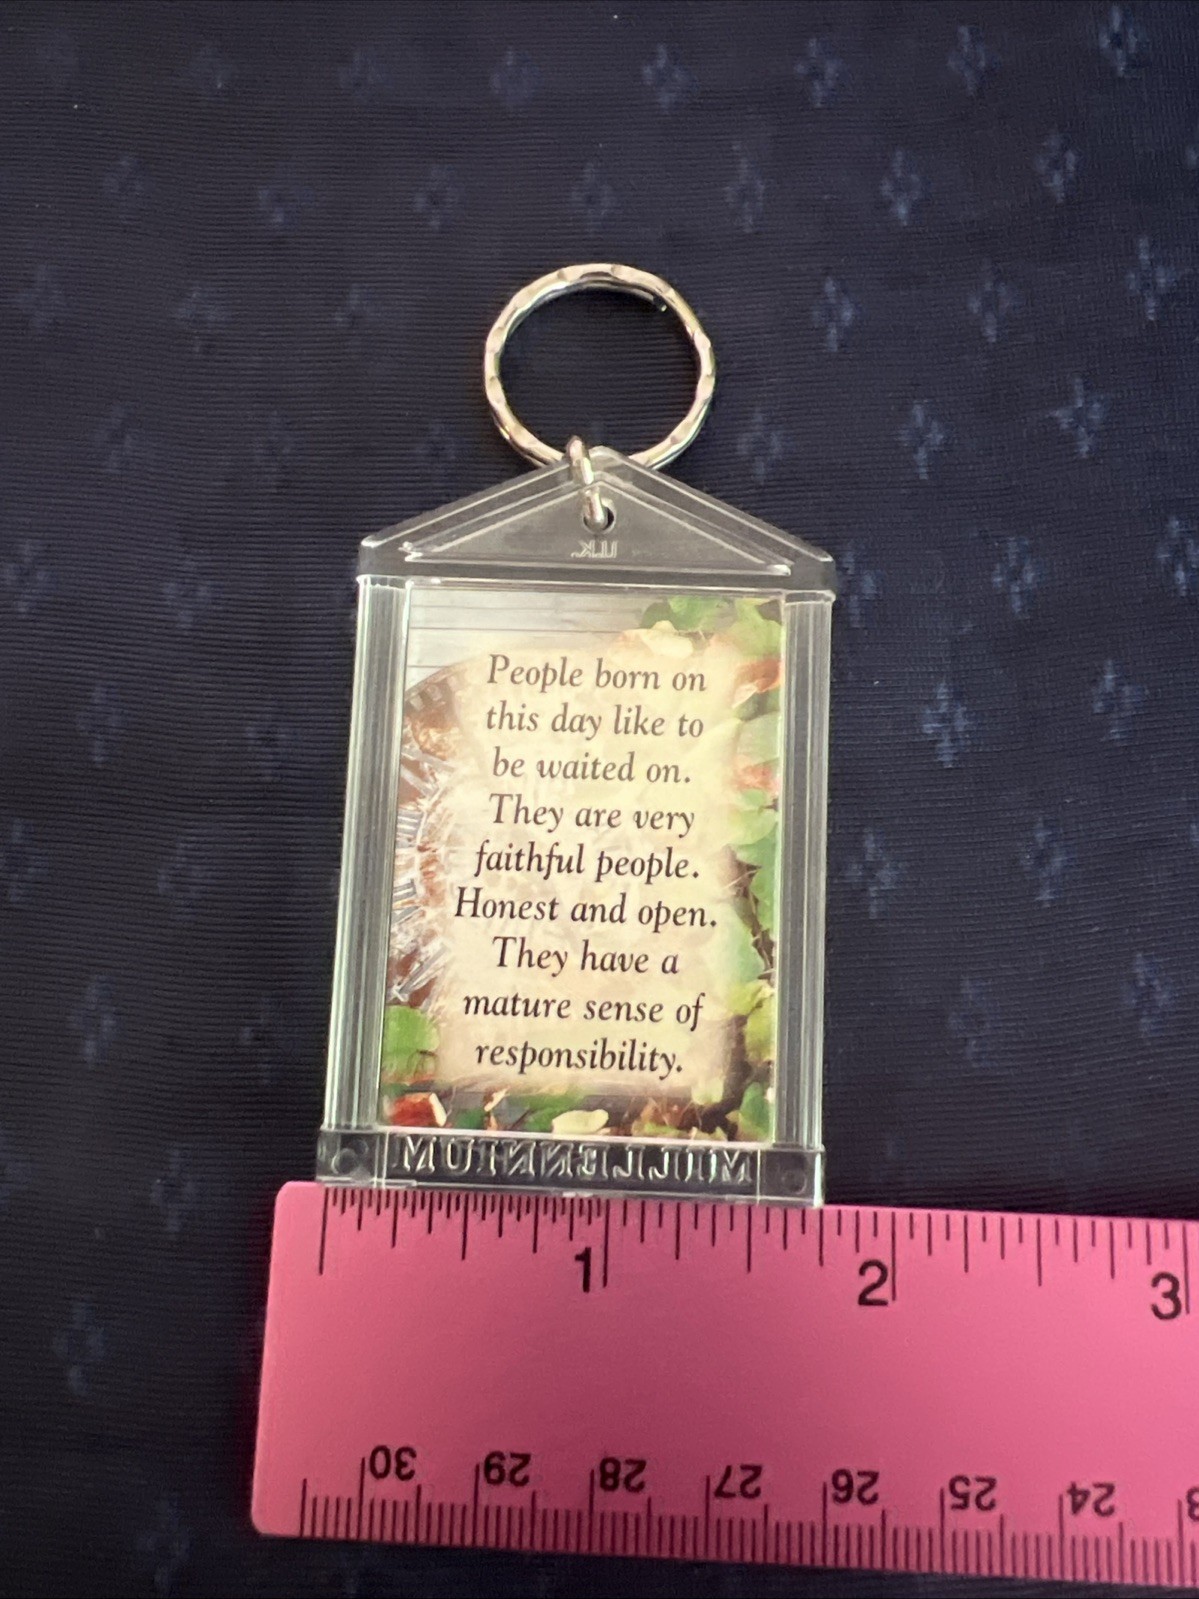 U.K.
People born on
this day like to
be waited on.
They are very
faithful people.
Honest and open.
They have a
mature sense of
responsibility.
MILLENNIUM
1 2 3
30 29 28 27 26 25 24